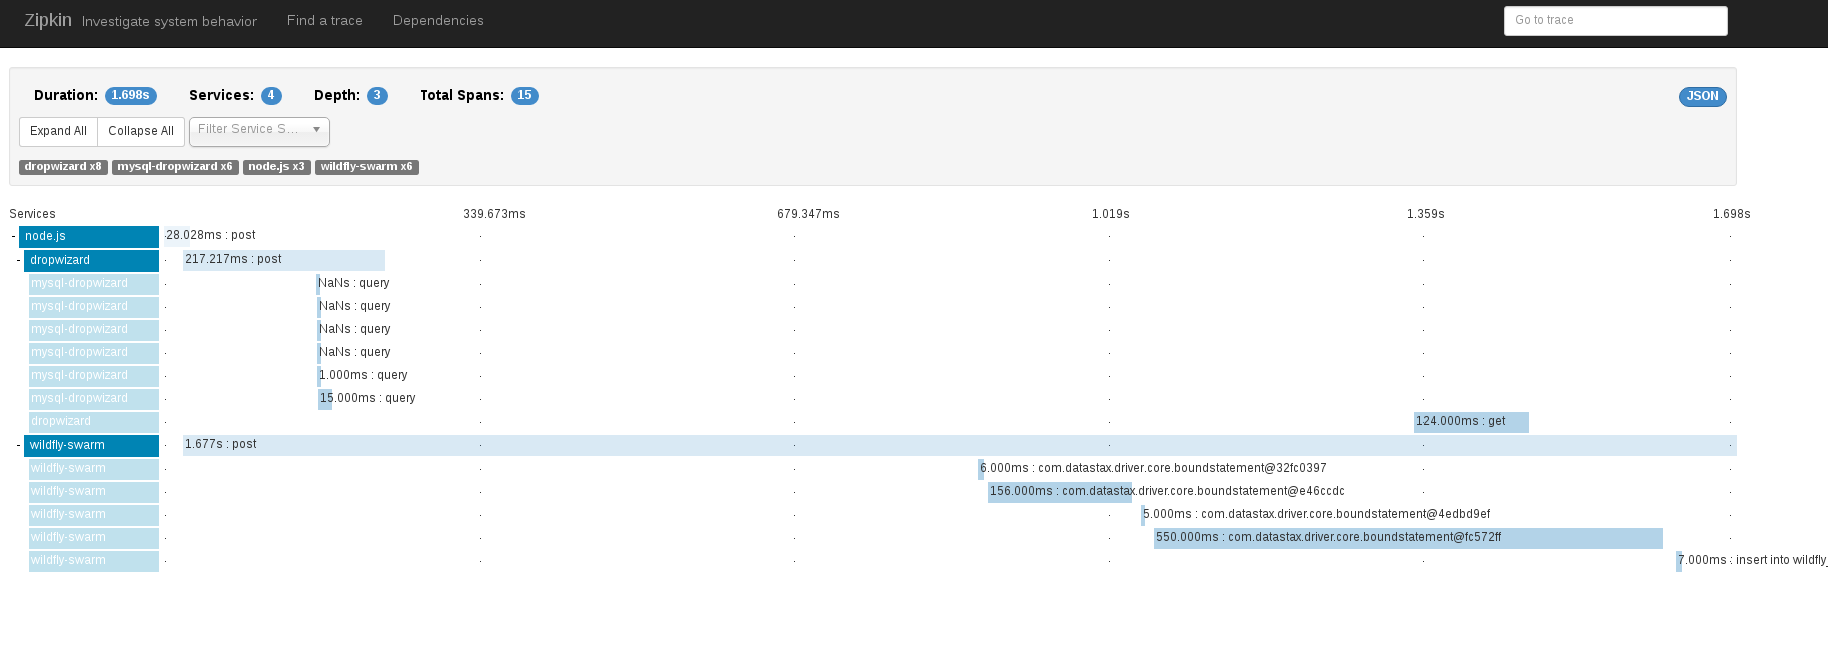 Zipkin Investigate system behavior Find a trace Dependencies Go to trace
Duration: 1.698s Services: 4 Depth: 3 Total Spans: 15 JSON
Expand All Collapse All Filter Service S...
dropwizard x8 mysql-dropwizard x6 node.js x3 wildfly-swarm x6
Services 339.673ms 679.347ms 1.019s 1.359s 1.698s
- node.js 28.028ms : post
- dropwizard 217.217ms : post
mysql-dropwizard NaNs : query
mysql-dropwizard NaNs : query
mysql-dropwizard NaNs : query
mysql-dropwizard NaNs : query
mysql-dropwizard 1.000ms : query
mysql-dropwizard 15.000ms : query
dropwizard 124.000ms : get
- wildfly-swarm 1.677s : post
wildfly-swarm 6.000ms : com.datastax.driver.core.boundstatement@32fc0397
wildfly-swarm 156.000ms : com.datastax.driver.core.boundstatement@e46ccdc
wildfly-swarm 5.000ms : com.datastax.driver.core.boundstatement@4edbd9ef
wildfly-swarm 550.000ms : com.datastax.driver.core.boundstatement@fc572ff
wildfly-swarm 7.000ms : insert into wildfly_